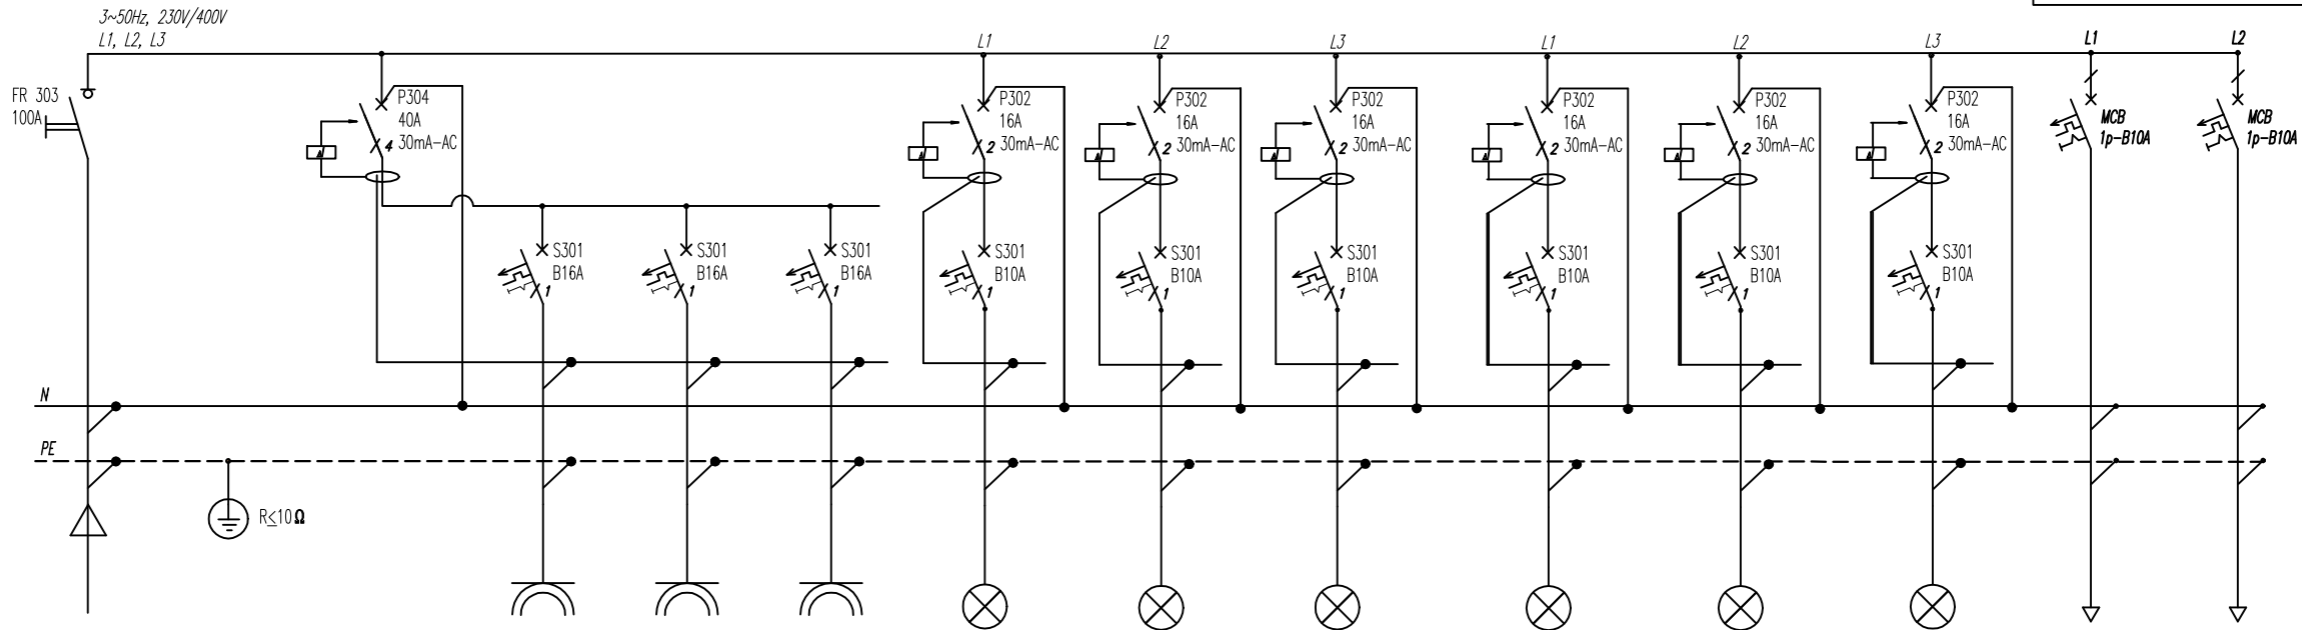 3~50Hz, 230V/400V
L1, L2, L3
L1
L2
L3
L1
L2
L3
L1
L2
FR 303
100A
P304
40A
30mA-AC
4
P302
16A
30mA-AC
2
P302
16A
30mA-AC
2
P302
16A
30mA-AC
2
P302
16A
30mA-AC
2
P302
16A
30mA-AC
2
P302
16A
30mA-AC
2
MCB
1p-B10A
MCB
1p-B10A
S301
B16A
1
S301
B16A
1
S301
B16A
1
S301
B10A
1
S301
B10A
1
S301
B10A
1
S301
B10A
1
S301
B10A
1
S301
B10A
1
N
PE
R≤10Ω